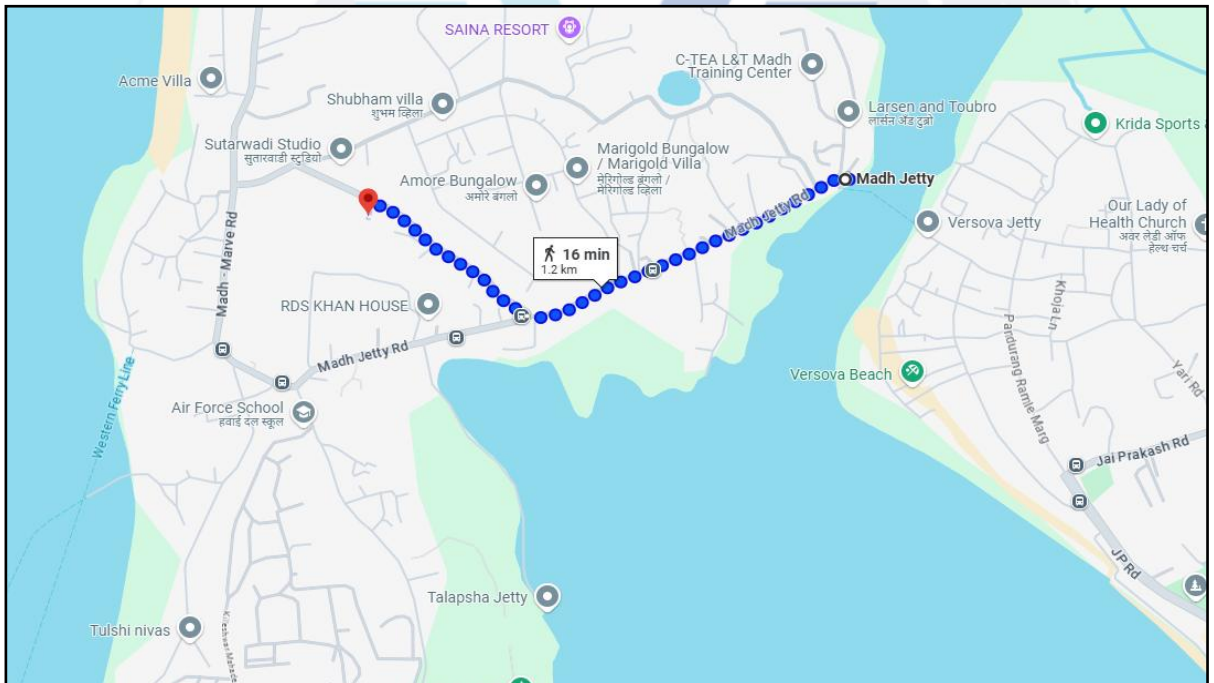 SAINA RESORT
C-TEA L&T Madh
Training Center
Acme Villa
Shubham villa
शुभम व्हिला
Larsen and Toubro
लार्सन अँड टुब्रो
Krida Sports
Sutarwadi Studio
सुतारवाडी स्टुडियो
Marigold Bungalow
/ Marigold Villa
मेरिगोल्ड बंगलो /
मेरिगोल्ड व्हिला
Amore Bungalow
अमोरे बंगलो
Madh Jetty
Madh Jetty Rd
Our Lady of
Health Church
अवर लेडी ऑफ
हेल्थ चर्च
Versova Jetty
Madh - Marve Rd
16 min
1.2 km
RDS KHAN HOUSE
Khoja Ln
Pandurang Ramle Marg
Yari Rd
Madh Jetty Rd
Versova Beach
Western Ferry Line
Air Force School
हवाई दल स्कूल
Jai Prakash Rd
JP Rd
Talapsha Jetty
Tulshi nivas